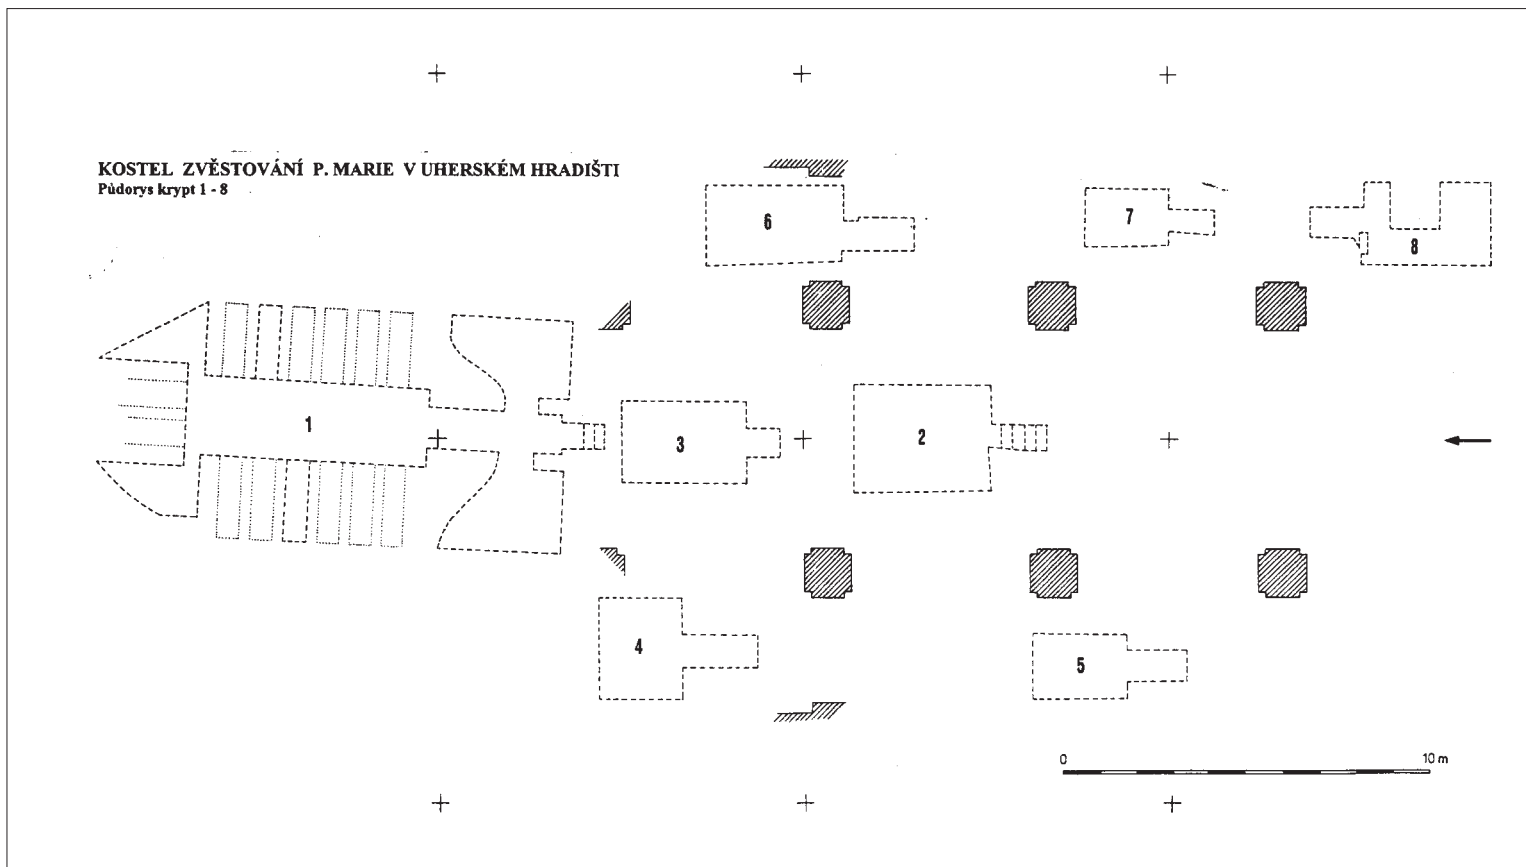 KOSTEL ZVĚSTOVÁNÍ P. MARIE V UHERSKÉM HRADIŠTI
Půdorys krypt 1 - 8
6
7
8
1
3
2
4
5
0 10 m